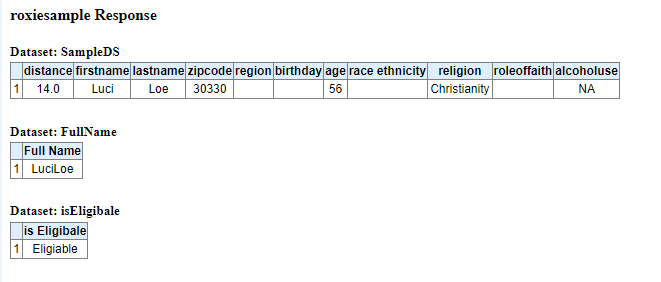 roxiesample Response
Dataset: SampleDS
distance firstname lastname zipcode region birthday age race ethnicity religion roleoffaith alcoholuse
1 14.0 Luci Loe 30330 56 Christianity NA
Dataset: FullName
Full Name
1 LuciLoe
Dataset: isEligibale
is Eligibale
1 Eligiable